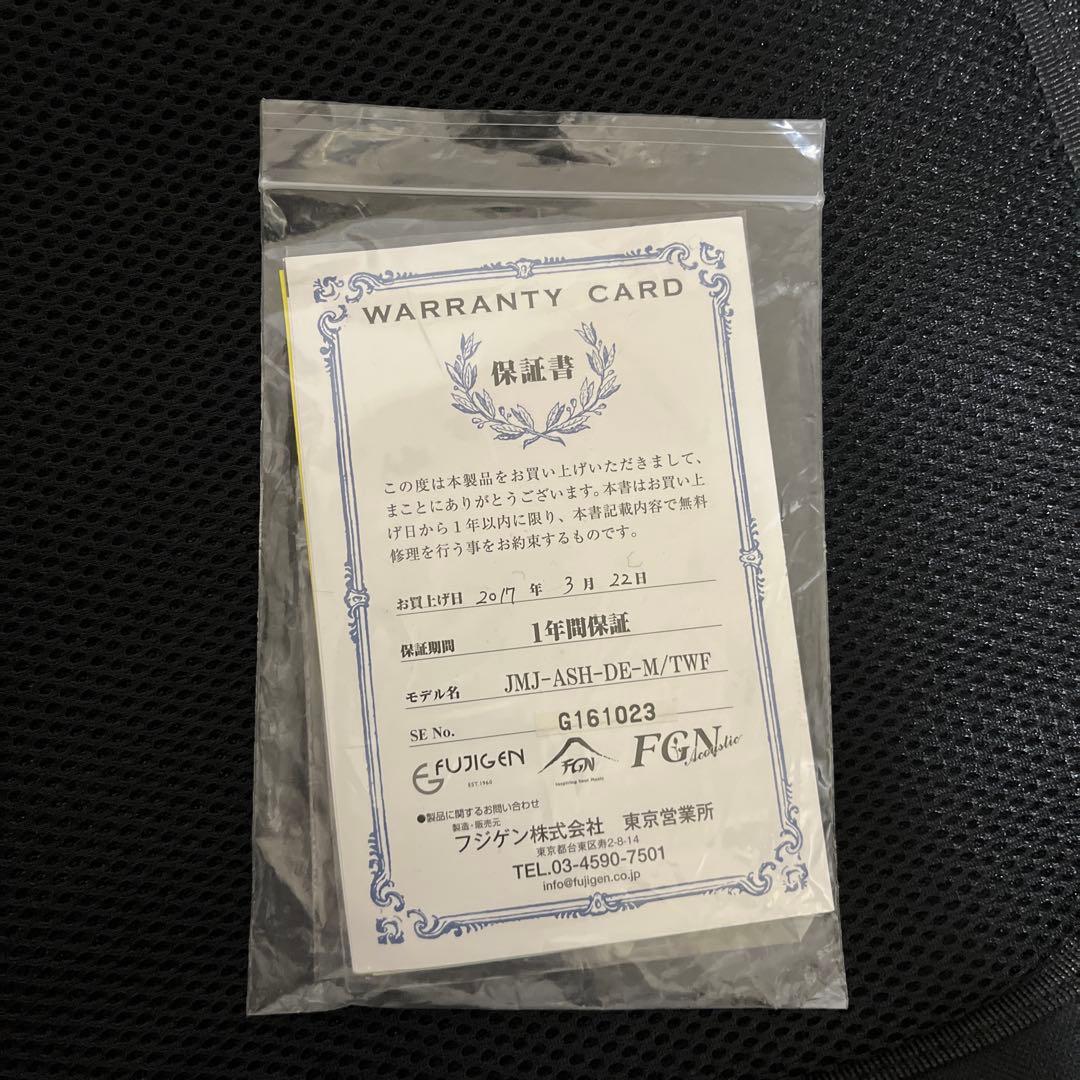 WARRANTY CARD
保証書
この度は本製品をお買い上げいただきまして、
まことにありがとうございます。本書はお買い上
げ日から1年以内に限り、本書記載内容で無料
修理を行う事をお約束するものです。
お買上げ日 2017 年 3 月 22 日
保証期間 1年間保証
モデル名 JMJ-ASH-DE-M/TWF
SE No. G161023
FUJIGEN
EST.1960
FGN
Inspiring Your Music
FGN Acoustic
●製品に関するお問い合わせ
製造・販売元
フジゲン株式会社 東京営業所
東京都台東区寿2-8-14
TEL.03-4590-7501
info@fujigen.co.jp